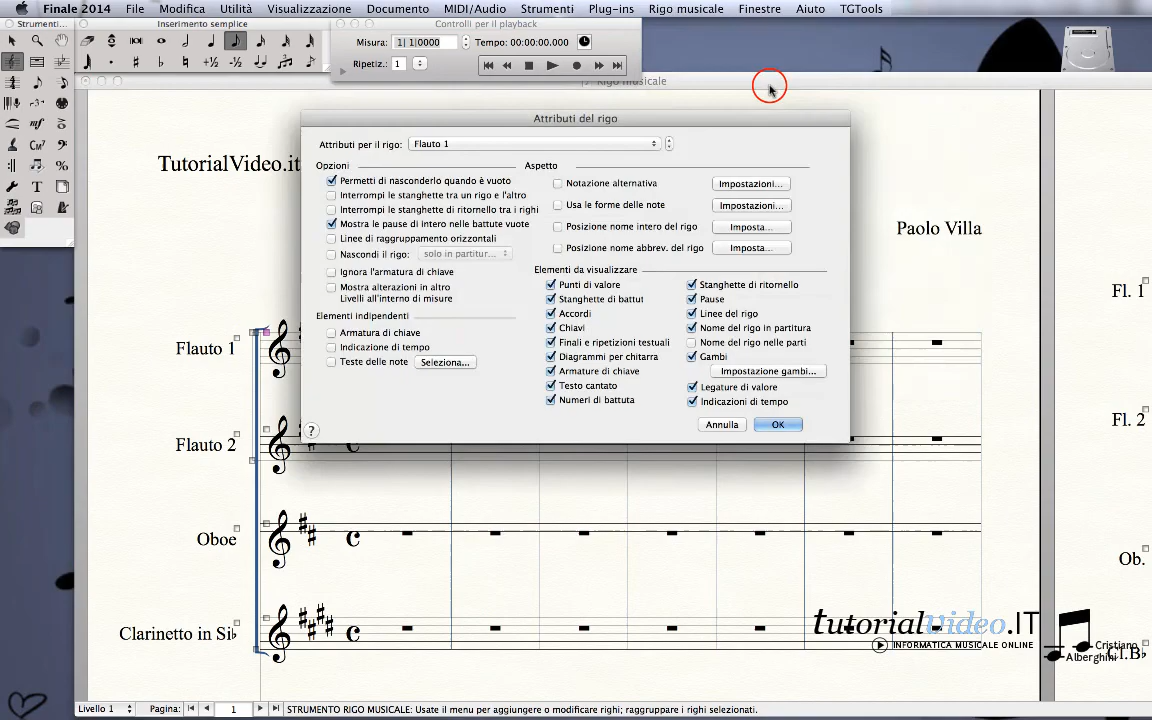 Finale 2014 File Modifica Utilità Visualizzazione Documento MIDI/Audio Strumenti Plug-ins Rigo musicale Finestre Aiuto TGTools
Strumenti... Inserimento semplice Controlli per il playback
Misura: 1| 1|0000 Tempo: 00:00:00.000
Ripetiz.: 1
Rigo musicale
Attributi del rigo
TutorialVideo.it
Paolo Villa
Attributi per il rigo: Flauto 1
Opzioni
Permetti di nasconderlo quando è vuoto
Interrompi le stanghette tra un rigo e l'altro
Interrompi le stanghette di ritornello tra i righi
Mostra le pause di intero nelle battute vuote
Linee di raggruppamento orizzontali
Nascondi il rigo: solo in partitur...
Ignora l'armatura di chiave
Mostra alterazioni in altro
Livelli all'interno di misure
Elementi indipendenti
Armatura di chiave
Indicazione di tempo
Teste delle note Seleziona...
Aspetto
Notazione alternativa Impostazioni...
Usa le forme delle note Impostazioni...
Posizione nome intero del rigo Imposta...
Posizione nome abbrev. del rigo Imposta...
Elementi da visualizzare
Punti di valore
Stanghette di battut
Accordi
Chiavi
Finali e ripetizioni testuali
Diagrammi per chitarra
Armature di chiave
Testo cantato
Numeri di battuta
Stanghette di ritornello
Pause
Linee del rigo
Nome del rigo in partitura
Nome del rigo nelle parti
Gambi
Impostazione gambi...
Legature di valore
Indicazioni di tempo
? Annulla OK
Flauto 1
Flauto 2
Oboe
Clarinetto in Si♭
Fl. 1
Fl. 2
Ob.
Cl.B♭
tutorialVideo.IT
INFORMATICA MUSICALE ONLINE
Cristiano
Alberghini
Livello 1 Pagina: 1 STRUMENTO RIGO MUSICALE: Usate il menu per aggiungere o modificare righi; raggruppare i righi selezionati.